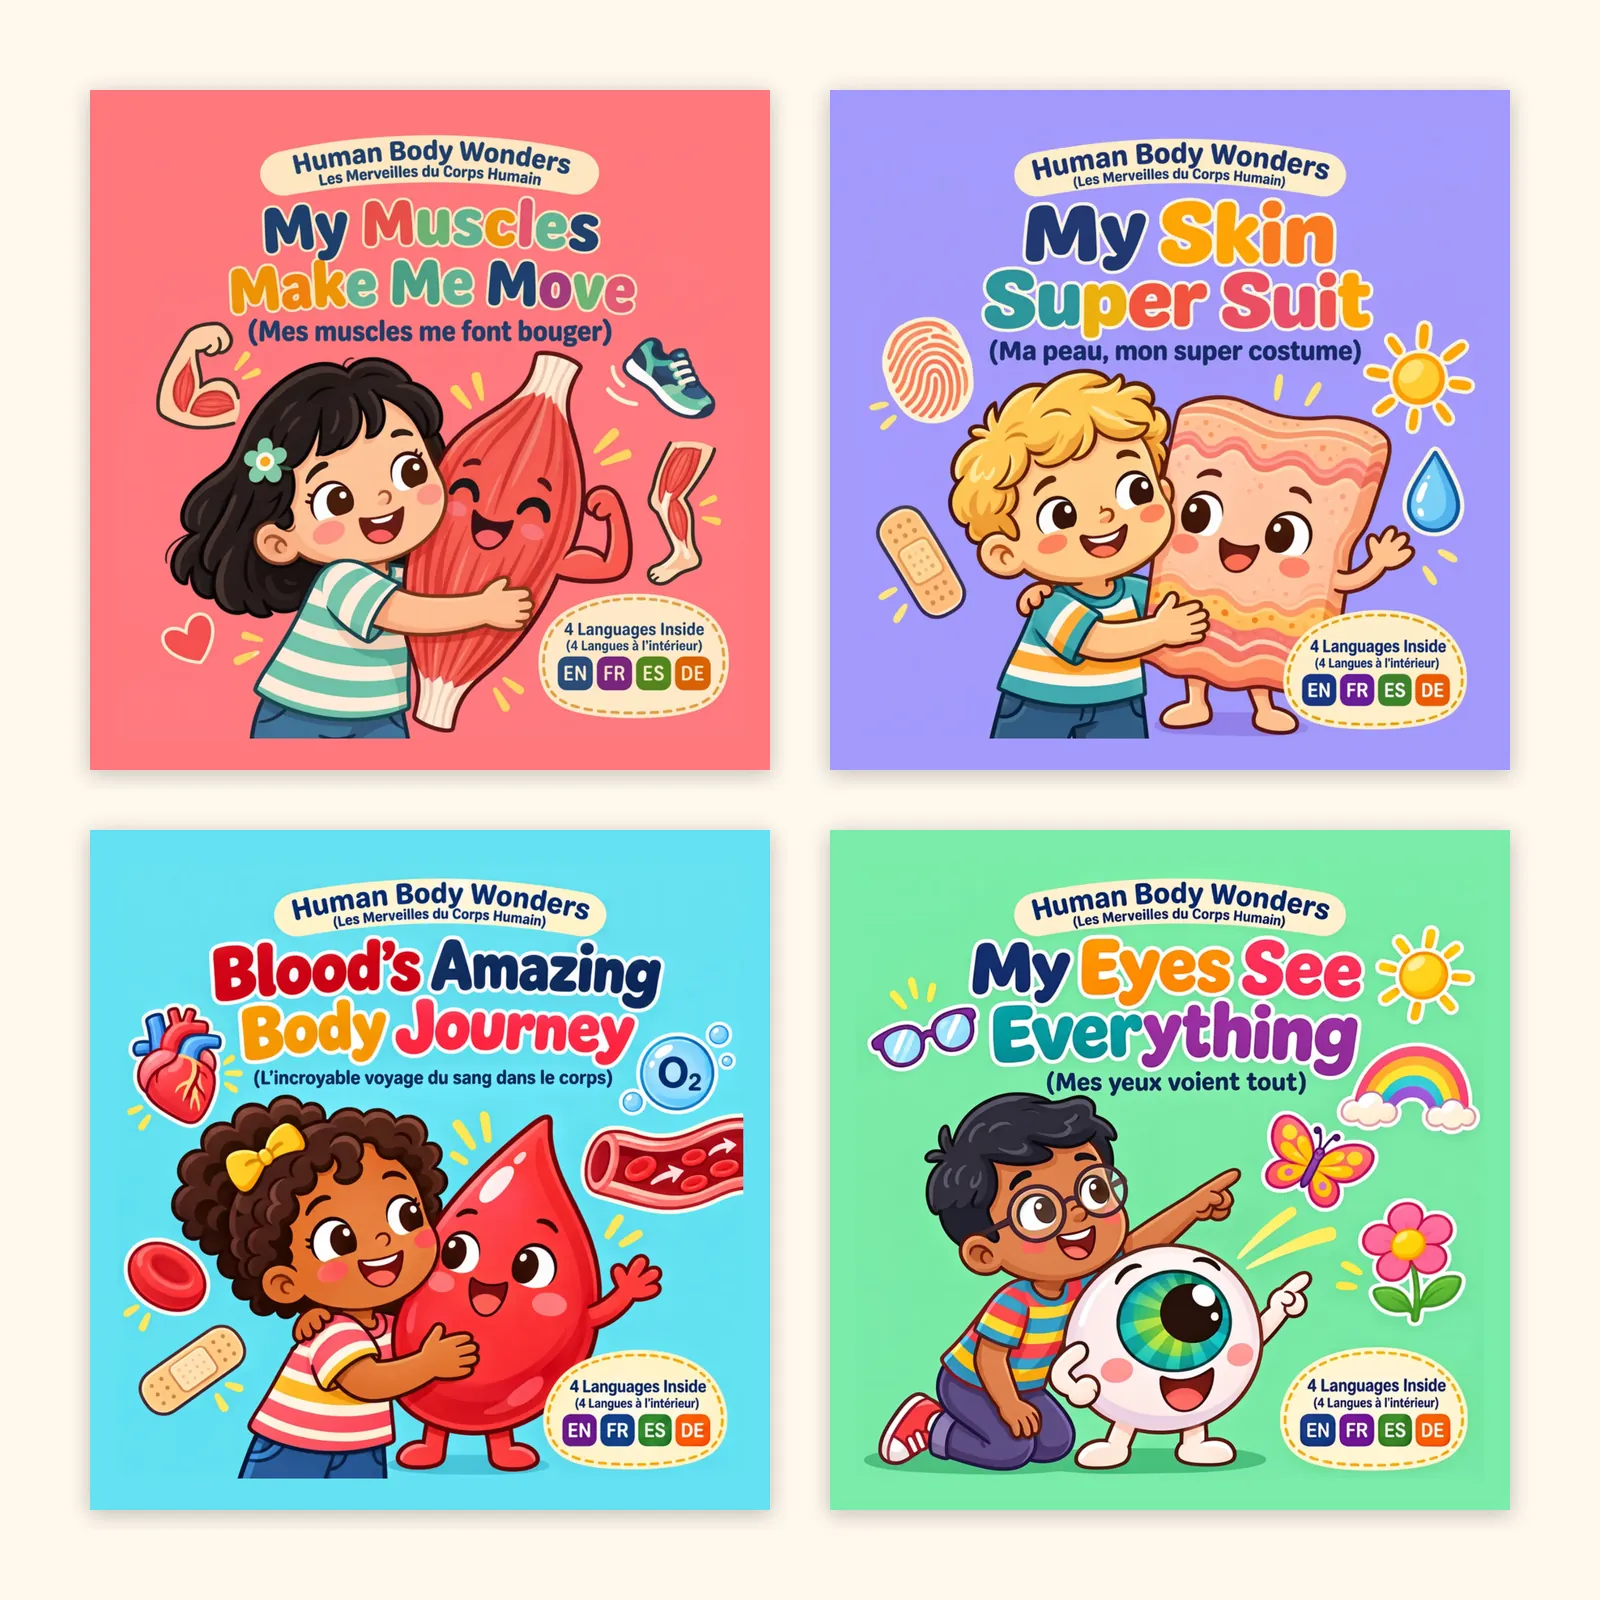 Human Body Wonders
Les Merveilles du Corps Humain
My Muscles
Make Me Move
(Mes muscles me font bouger)
4 Languages Inside
(4 Langues à l'intérieur)
EN FR ES DE
Human Body Wonders
(Les Merveilles du Corps Humain)
My Skin
Super Suit
(Ma peau, mon super costume)
4 Languages Inside
(4 Langues à l'intérieur)
EN FR ES DE
Human Body Wonders
(Les Merveilles du Corps Humain)
Blood's Amazing
Body Journey
(L'incroyable voyage du sang dans le corps)
O₂
4 Languages Inside
(4 Langues à l'intérieur)
EN FR ES DE
Human Body Wonders
(Les Merveilles du Corps Humain)
My Eyes See
Everything
(Mes yeux voient tout)
4 Languages Inside
(4 Langues à l'intérieur)
EN FR ES DE